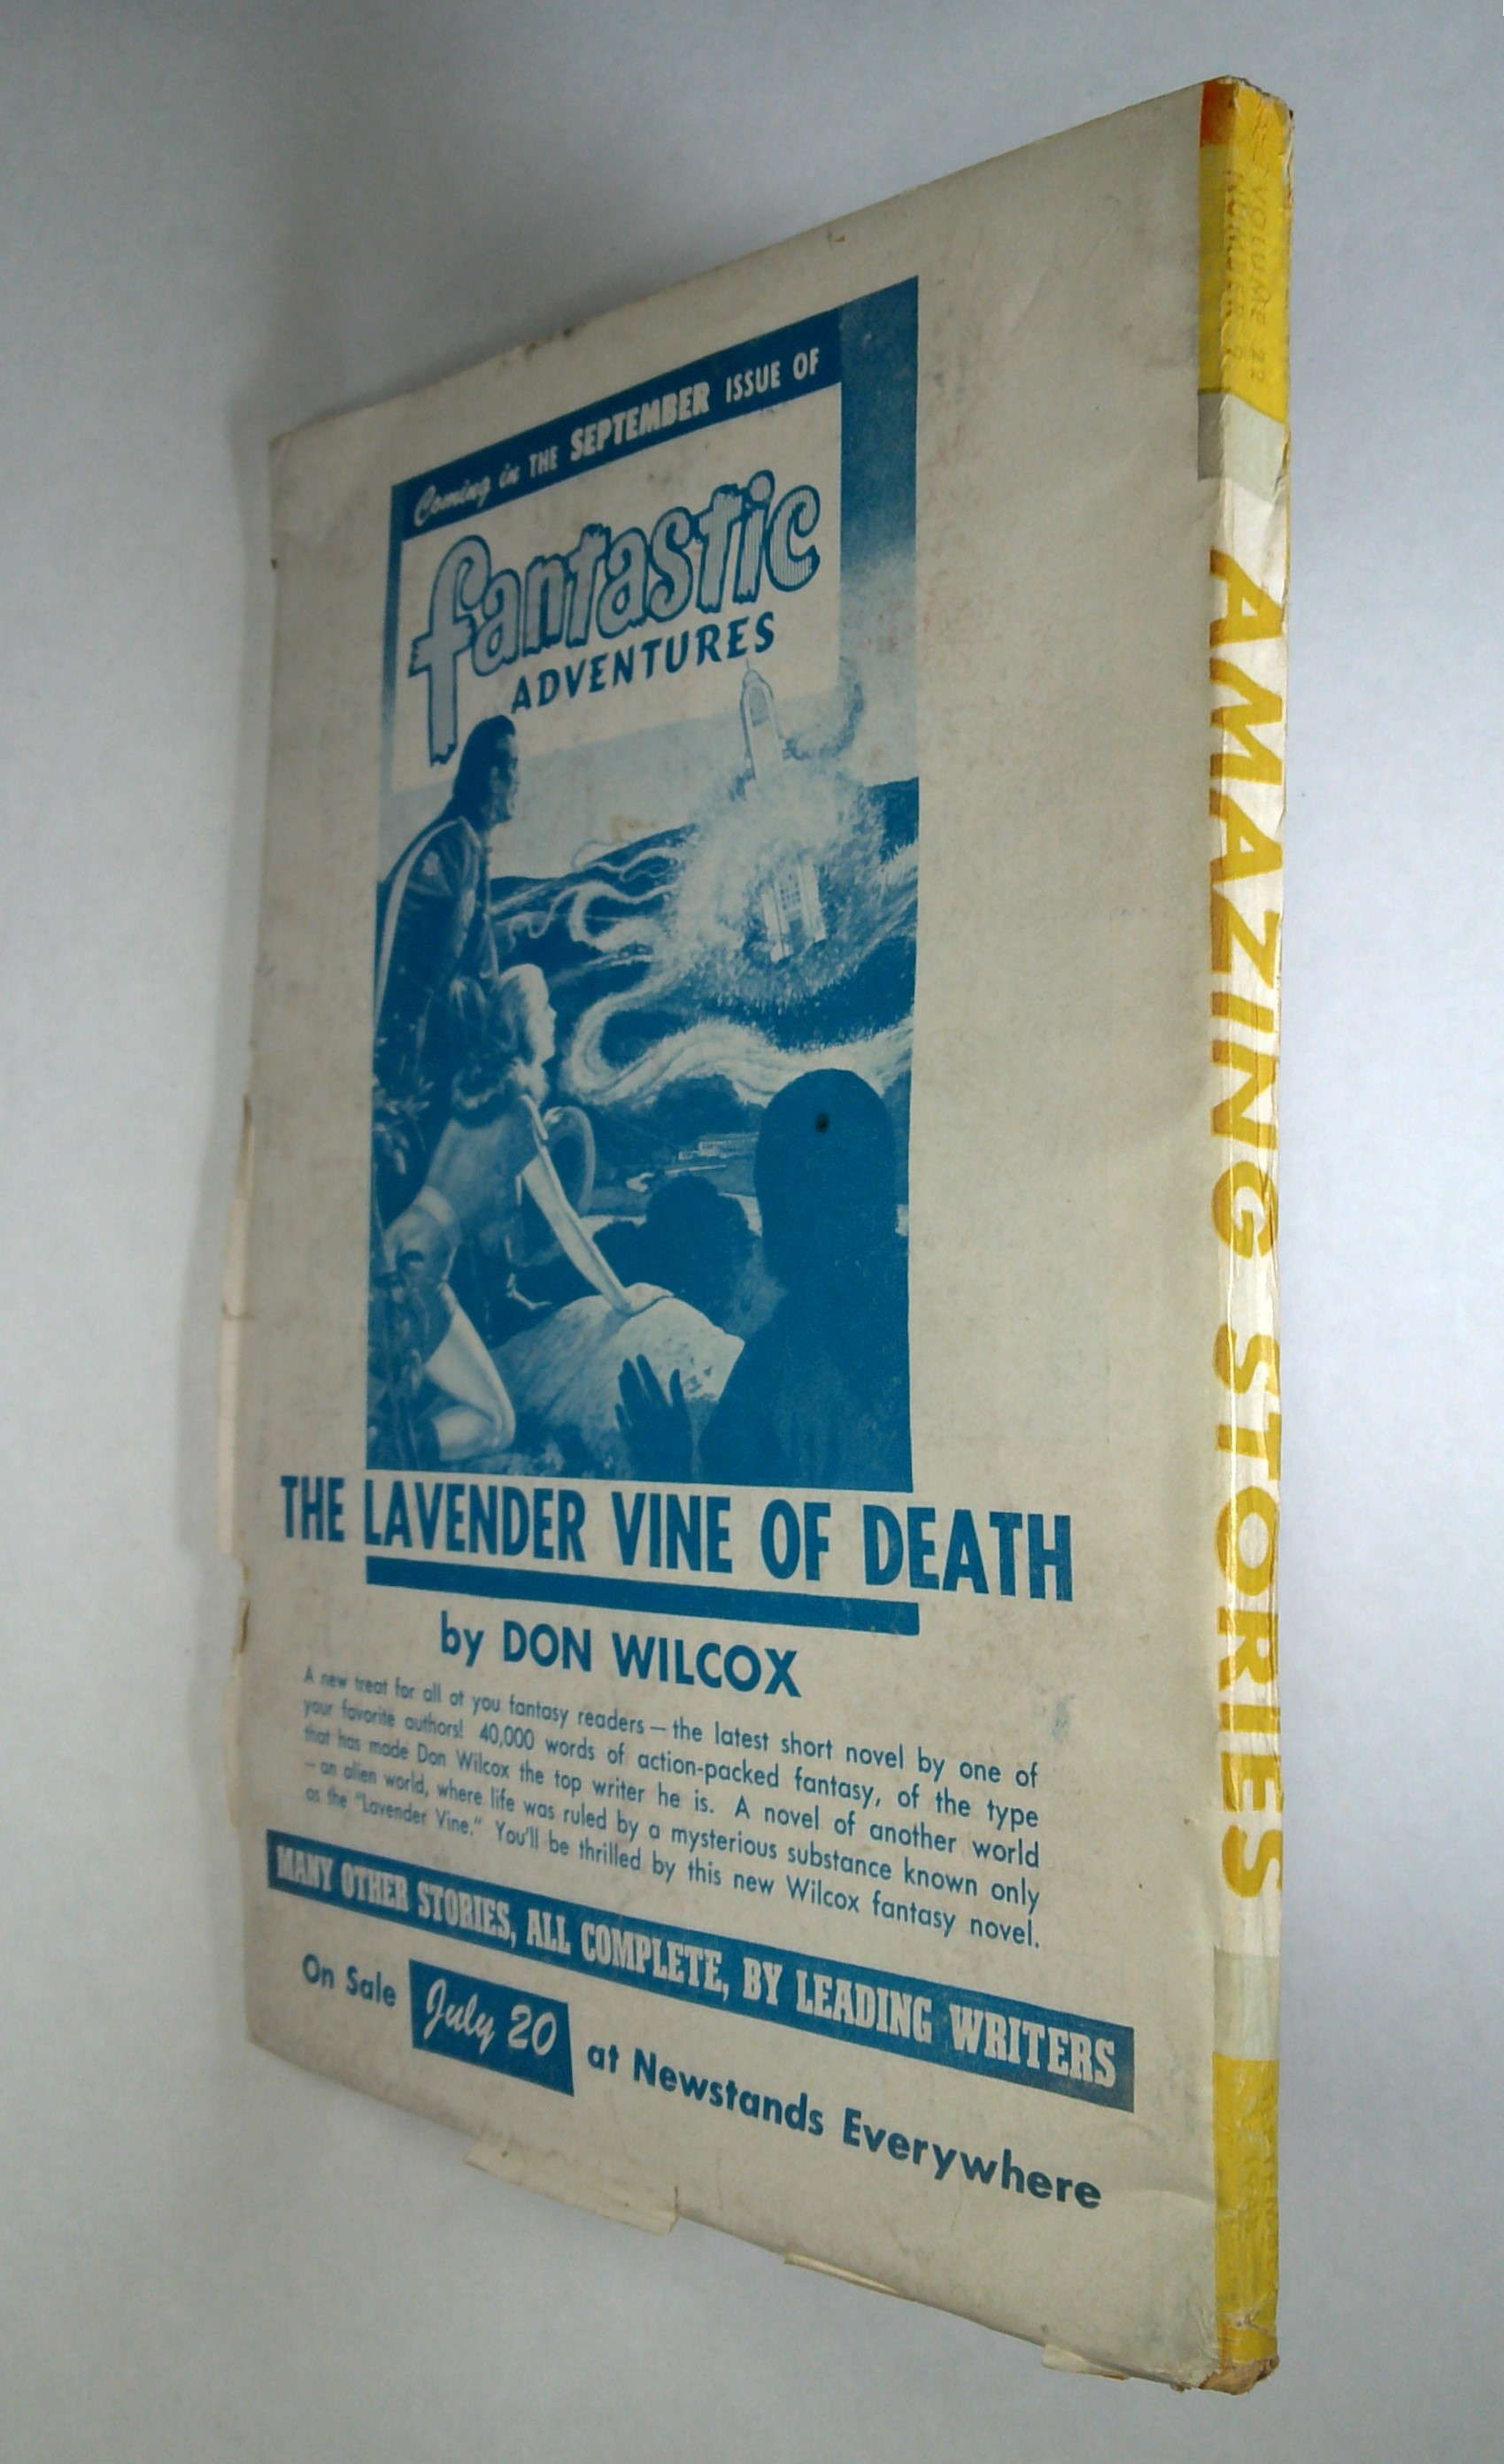 Coming in THE SEPTEMBER ISSUE OF
fantastic
ADVENTURES
THE LAVENDER VINE OF DEATH
by DON WILCOX
A new treat for all of you fantasy readers — the latest short novel by one of
your favorite authors! 40,000 words of action-packed fantasy, of the type
that has made Don Wilcox the top writer he is. A novel of another world
— an alien world, where life was ruled by a mysterious substance known only
as the "Lavender Vine." You'll be thrilled by this new Wilcox fantasy novel.
MANY OTHER STORIES, ALL COMPLETE, BY LEADING WRITERS
On Sale July 20 at Newstands Everywhere
VOLUME 22
NUMBER
AMAZING STORIES